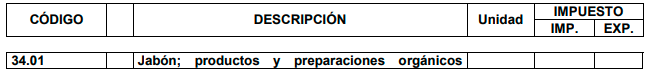 CÓDIGO DESCRIPCIÓN Unidad IMPUESTO
IMP. EXP.
34.01 Jabón; productos y preparaciones orgánicos